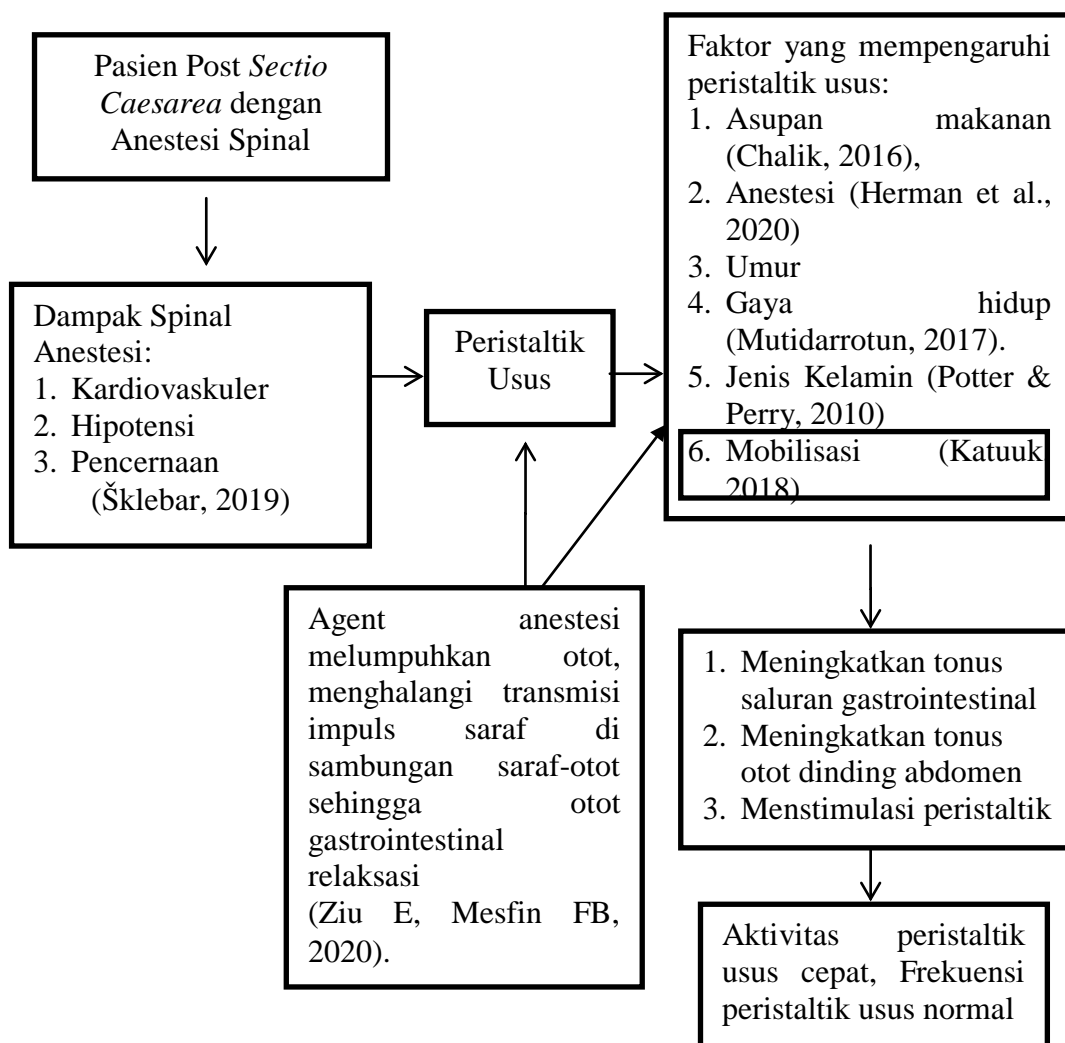 Pasien Post Sectio
Caesarea dengan
Anestesi Spinal
Dampak Spinal
Anestesi:
1. Kardiovaskuler
2. Hipotensi
3. Pencernaan
(Šklebar, 2019)
Peristaltik
Usus
Agent anestesi
melumpuhkan otot,
menghalangi transmisi
impuls saraf di
sambungan saraf-otot
sehingga otot
gastrointestinal
relaksasi
(Ziu E, Mesfin FB,
2020).
Faktor yang mempengaruhi
peristaltik usus:
1. Asupan makanan
(Chalik, 2016),
2. Anestesi (Herman et al.,
2020)
3. Umur
4. Gaya hidup
(Mutidarrotun, 2017).
5. Jenis Kelamin (Potter &
Perry, 2010)
6. Mobilisasi (Katuuk
2018)
1. Meningkatkan tonus
saluran gastrointestinal
2. Meningkatkan tonus
otot dinding abdomen
3. Menstimulasi peristaltik
Aktivitas peristaltik
usus cepat, Frekuensi
peristaltik usus normal